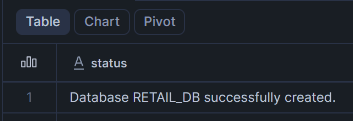 Table Chart Pivot
A status
1 Database RETAIL_DB successfully created.